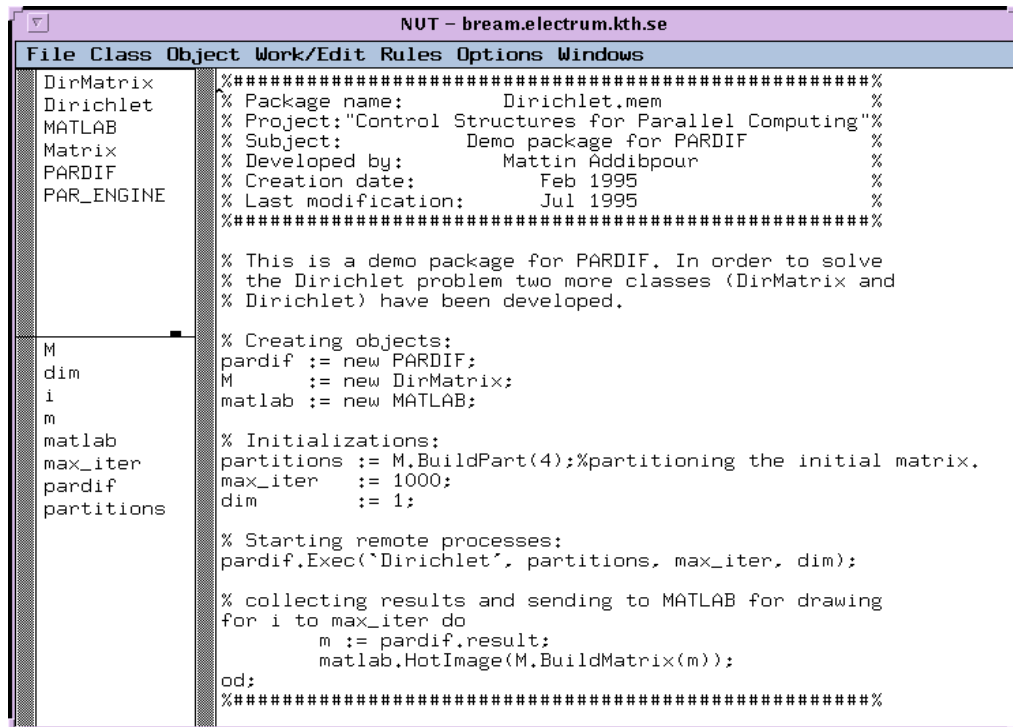 NUT – bream.electrum.kth.se
File Class Object Work/Edit Rules Options Windows
DirMatrix
Dirichlet
MATLAB
Matrix
PARDIF
PAR_ENGINE
M
dim
i
m
matlab
max_iter
pardif
partitions
%####################################################%
% Package name:        Dirichlet.mem                 %
% Project:"Control Structures for Parallel Computing"%
% Subject:          Demo package for PARDIF          %
% Developed by:        Mattin Addibpour              %
% Creation date:          Feb 1995                   %
% Last modification:      Jul 1995                   %
%####################################################%
% This is a demo package for PARDIF. In order to solve
% the Dirichlet problem two more classes (DirMatrix and
% Dirichlet) have been developed.
% Creating objects:
pardif := new PARDIF;
M      := new DirMatrix;
matlab := new MATLAB;
% Initializations:
partitions := M.BuildPart(4);%partitioning the initial matrix.
max_iter   := 1000;
dim        := 1;
% Starting remote processes:
pardif.Exec(`Dirichlet´, partitions, max_iter, dim);
% collecting results and sending to MATLAB for drawing
for i to max_iter do
        m := pardif.result;
        matlab.HotImage(M.BuildMatrix(m));
od;
%####################################################%